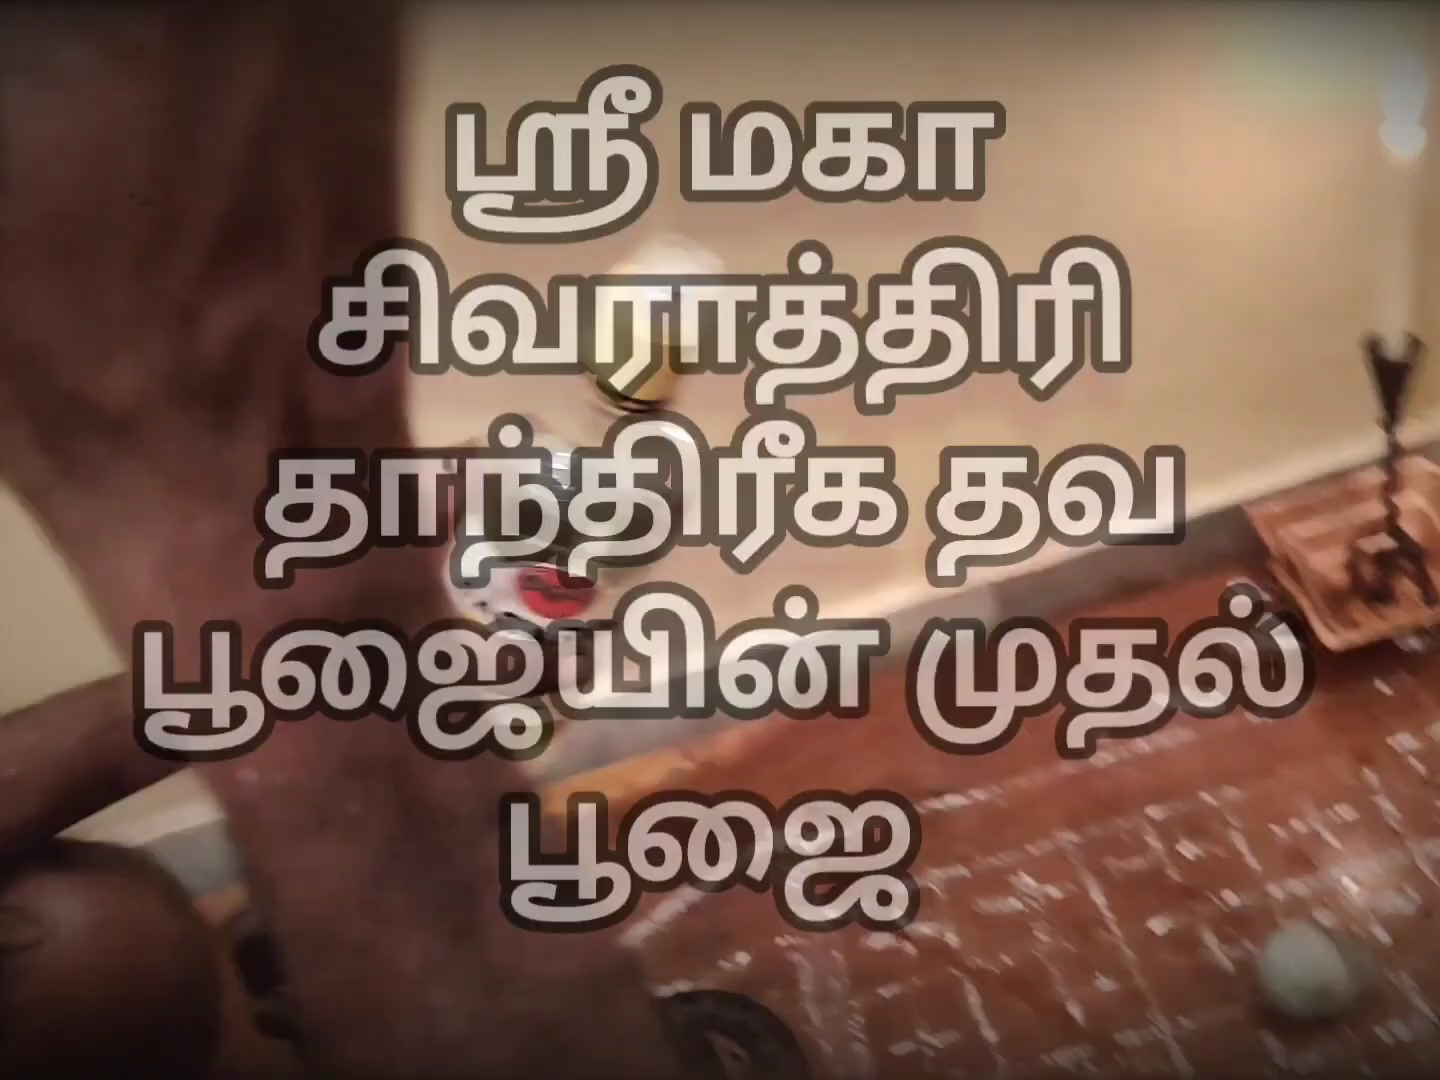 ஸ்ரீ மகா
சிவராத்திரி
தாந்திரீக தவ
பூஜையின் முதல்
பூஜை